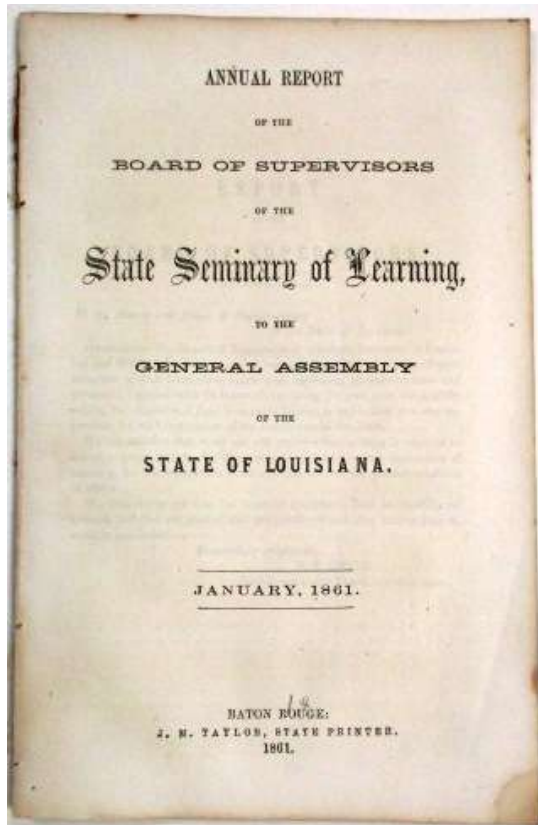 ANNUAL REPORT
OF THE
BOARD OF SUPERVISORS
OF THE
State Seminary of Learning,
TO THE
GENERAL ASSEMBLY
OF THE
STATE OF LOUISIANA.
JANUARY, 1861.
BATON ROUGE:
J. M. TAYLOR, STATE PRINTER.
1861.